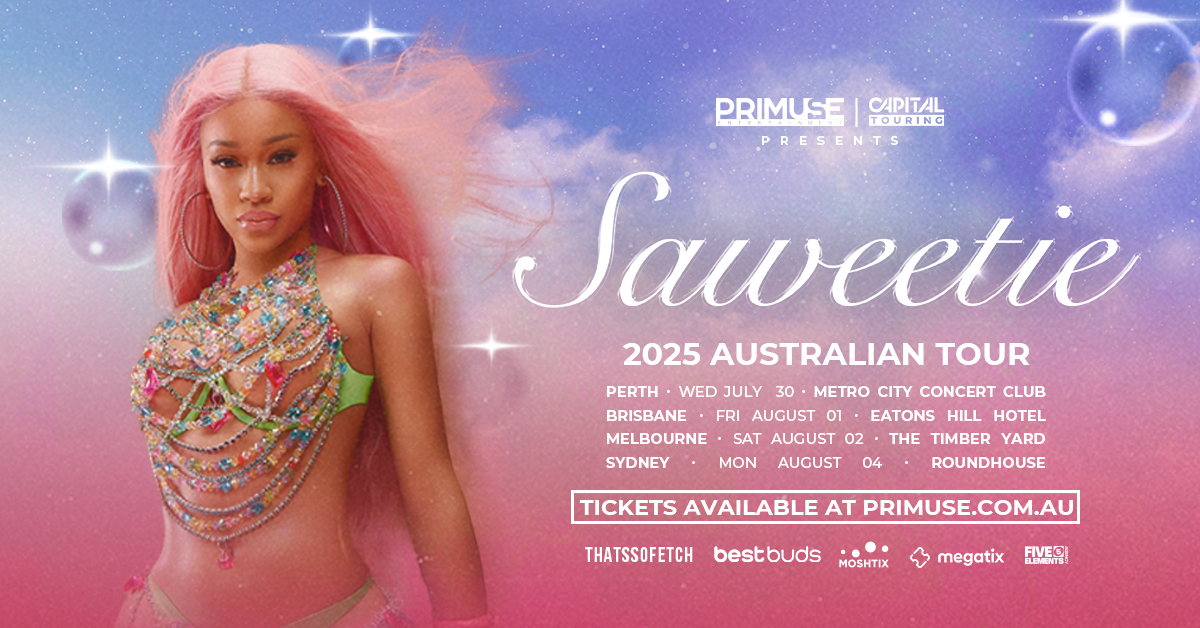 PRIMUSE | CAPITAL
ENTERTAINMENT TOURING
PRESENTS
Saweetie
2025 AUSTRALIAN TOUR
PERTH · WED JULY 30 · METRO CITY CONCERT CLUB
BRISBANE · FRI AUGUST 01 · EATONS HILL HOTEL
MELBOURNE · SAT AUGUST 02 · THE TIMBER YARD
SYDNEY · MON AUGUST 04 · ROUNDHOUSE
TICKETS AVAILABLE AT PRIMUSE.COM.AU
THATSSOFETCH bestbuds MOSHTIX megatix FIVE ELEMENTS